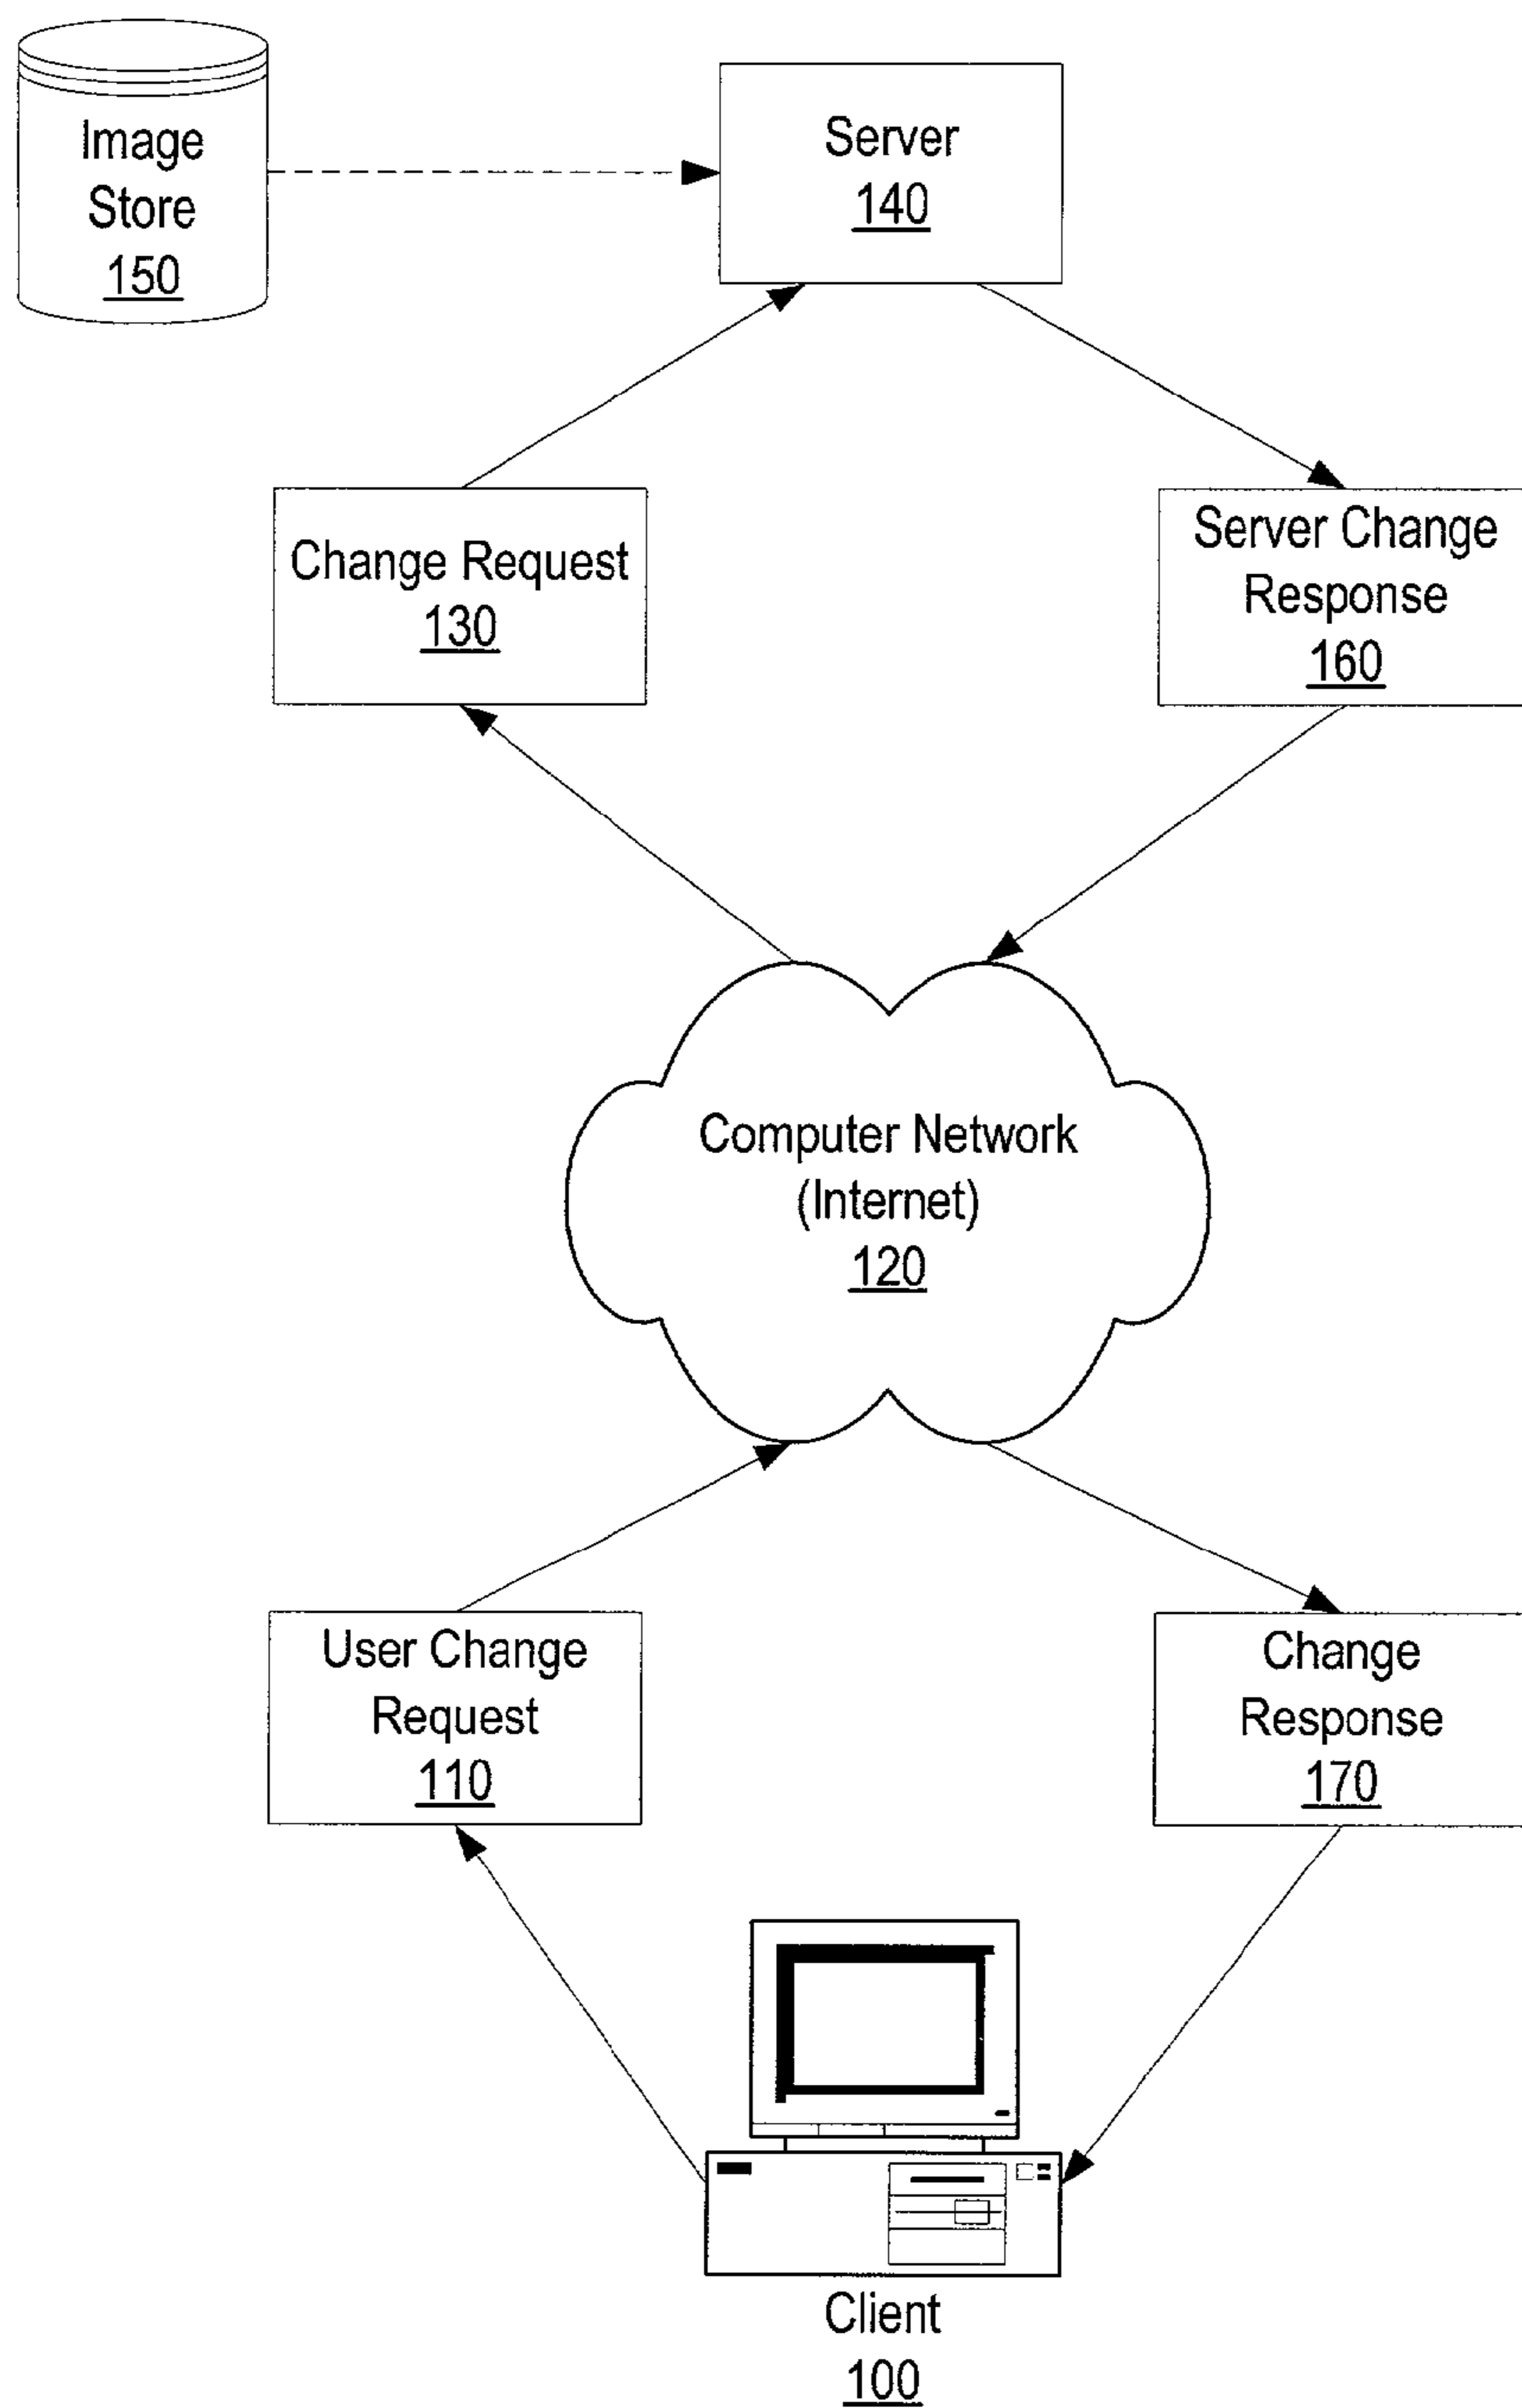 Image
Store
150
Server
140
Change Request
130
Server Change
Response
160
Computer Network
(Internet)
120
User Change
Request
110
Change
Response
170
Client
100